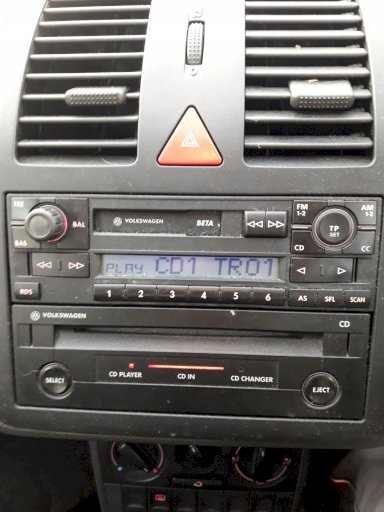 TRE
BAL
BAS
VOLKSWAGEN BETA
FM
1-2
AM
1-2
TP
SET
CD
CC
PLAY CD1 TR01
RDS
1 2 3 4 5 6
AS SFL SCAN
VOLKSWAGEN
CD
SELECT
CD PLAYER CD IN CD CHANGER
EJECT